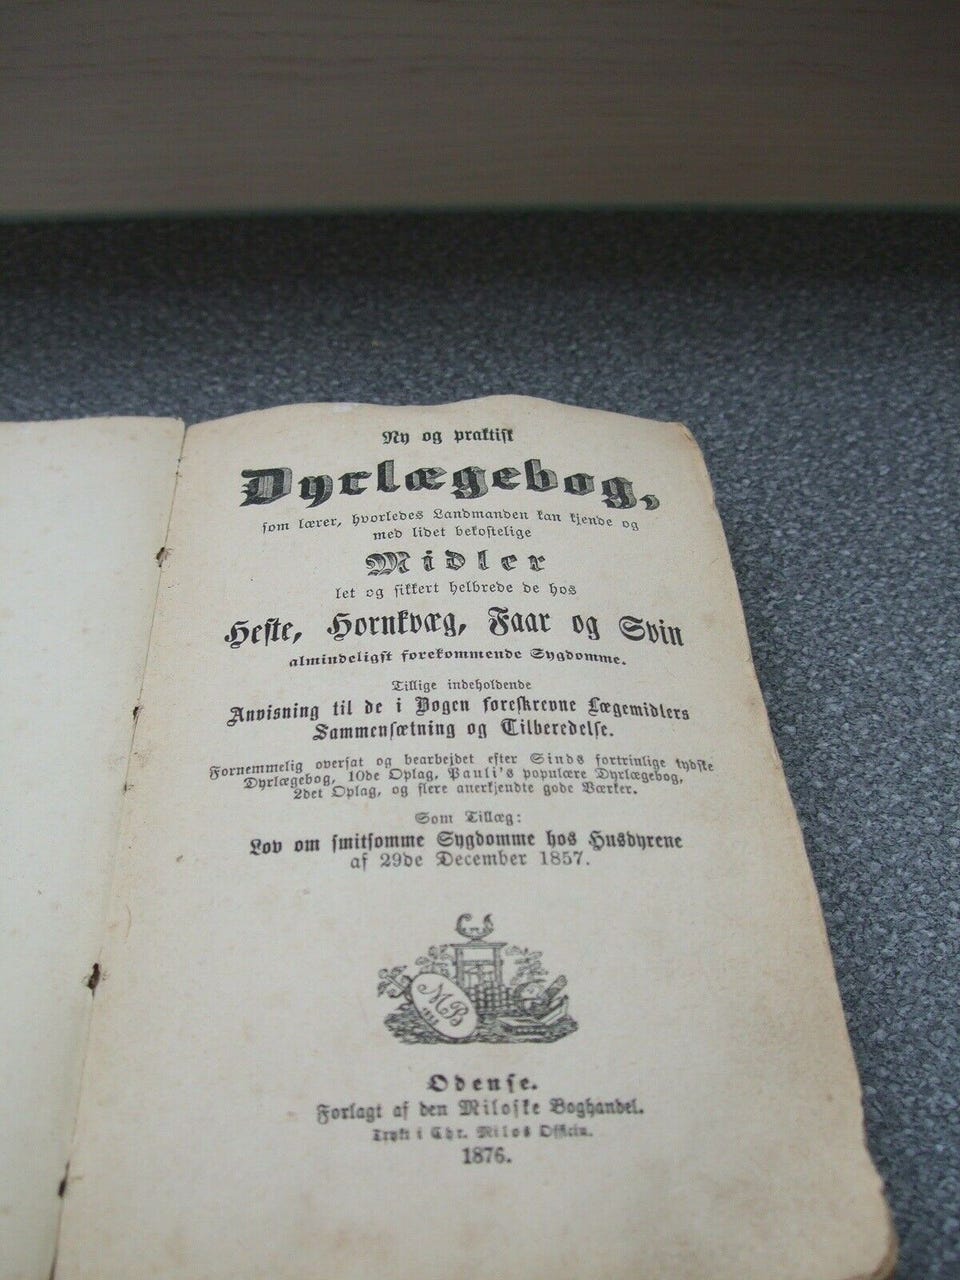 Ny og praktisk
Dyrlægebog,
som lærer, hvorledes Landmanden kan kjende og
med lidet bekostelige
Midler
let og sikkert helbrede de hos
Heste, Hornkvæg, Faar og Svin
almindeligst forekommende Sygdomme.
Tillige indeholdende
Anvisning til de i Bogen foreskrevne Lægemidlers
Sammensætning og Tilberedelse.
Fornemmelig oversat og bearbejdet efter Sinds fortrinlige tydske
Dyrlægebog, 10de Oplag, Pauli's populære Dyrlægebog,
2det Oplag, og flere anerkjendte gode Værker.
Som Tillæg:
Lov om smitsomme Sygdomme hos Husdyrene
af 29de December 1857.
MB
Odense.
Forlagt af den Miloske Boghandel.
Trykt i Chr. Milos Officin.
1876.